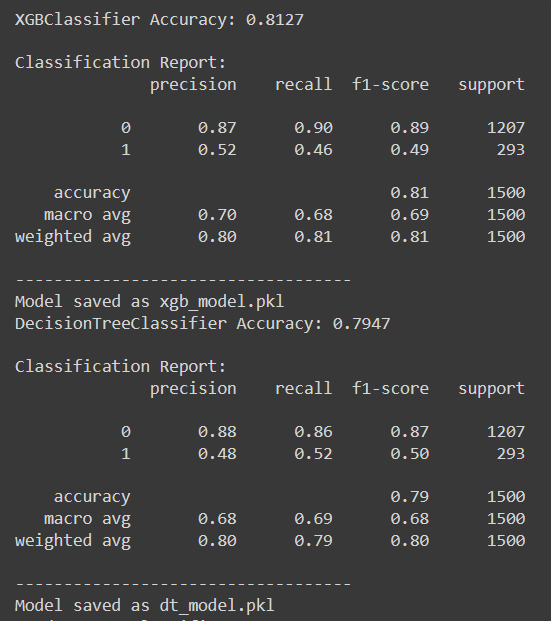 XGBClassifier Accuracy: 0.8127
Classification Report:
precision recall f1-score support
0 0.87 0.90 0.89 1207
1 0.52 0.46 0.49 293
accuracy 0.81 1500
macro avg 0.70 0.68 0.69 1500
weighted avg 0.80 0.81 0.81 1500
-----------------------------------
Model saved as xgb_model.pkl
DecisionTreeClassifier Accuracy: 0.7947
Classification Report:
precision recall f1-score support
0 0.88 0.86 0.87 1207
1 0.48 0.52 0.50 293
accuracy 0.79 1500
macro avg 0.68 0.69 0.68 1500
weighted avg 0.80 0.79 0.80 1500
-----------------------------------
Model saved as dt_model.pkl